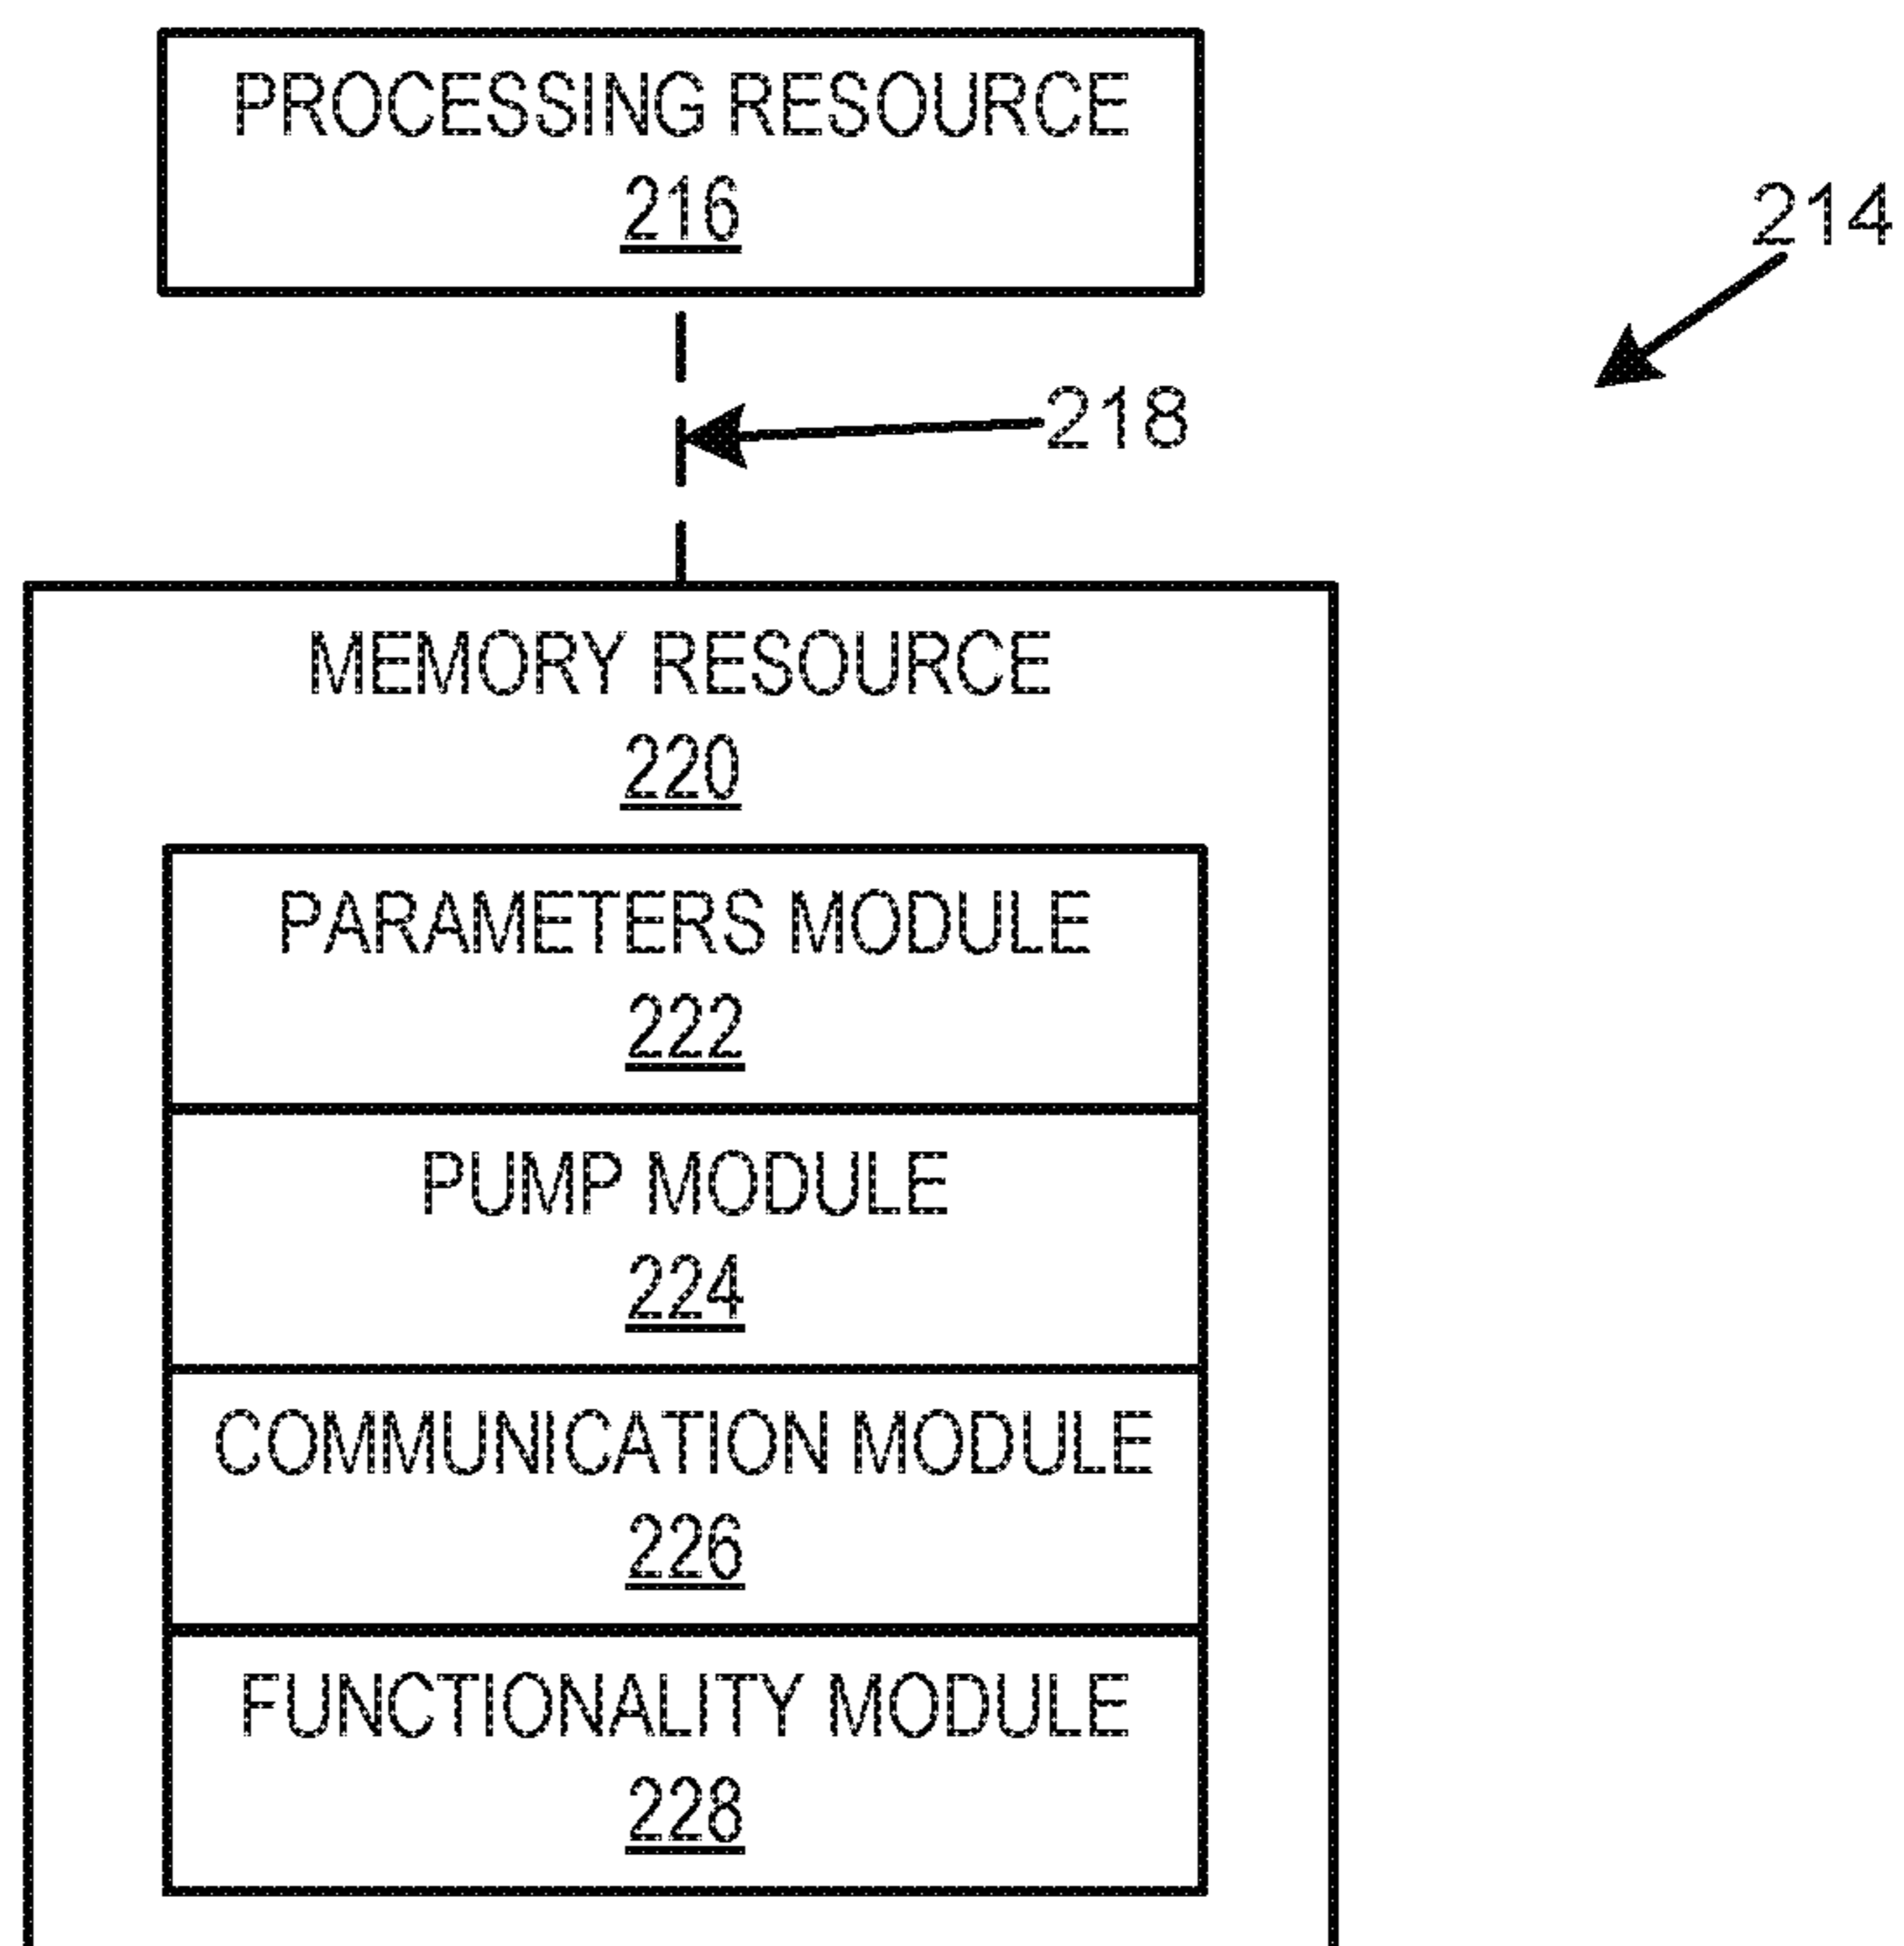 PROCESSING RESOURCE
216
214
218
MEMORY RESOURCE
220
PARAMETERS MODULE
222
PUMP MODULE
224
COMMUNICATION MODULE
226
FUNCTIONALITY MODULE
228